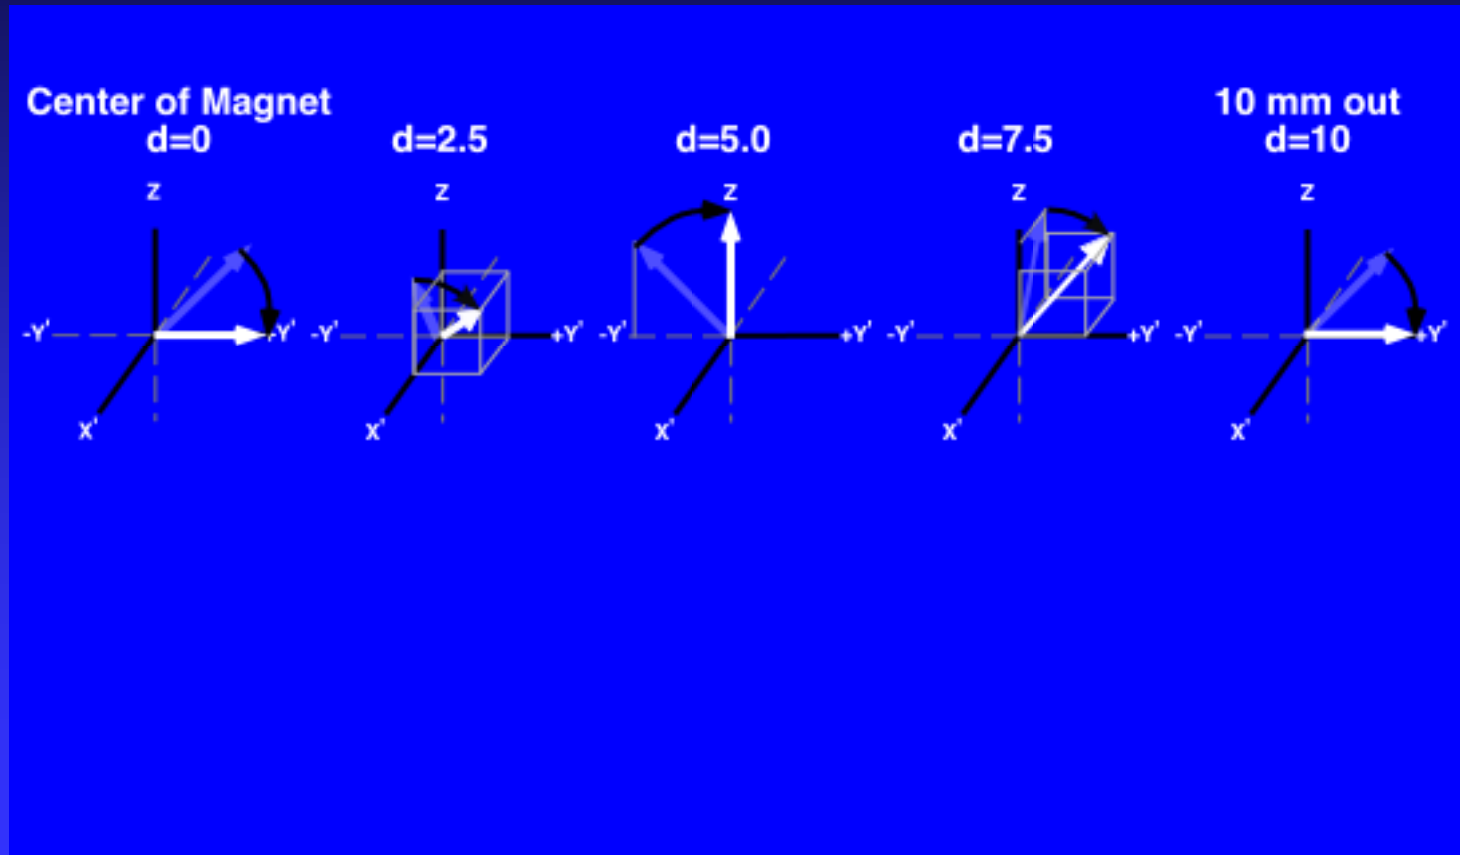 Center of Magnet 10 mm out
d=0 d=2.5 d=5.0 d=7.5 d=10
Z Z Z Z Z
-Y' +Y' -Y' +Y' -Y' +Y' -Y' +Y' -Y' +Y'
X' X' X' X' X'